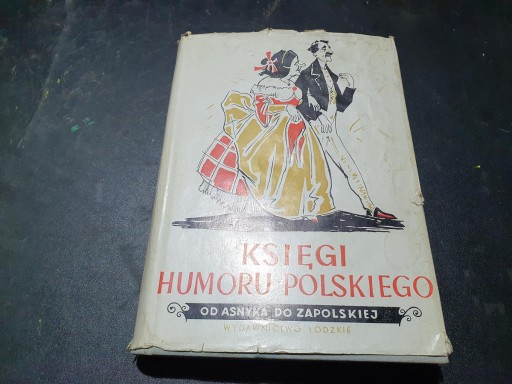 KSIĘGI
HUMORU POLSKIEGO
OD ASNYKA DO ZAPOLSKIEJ
WYDAWNICTWO ŁÓDZKIE